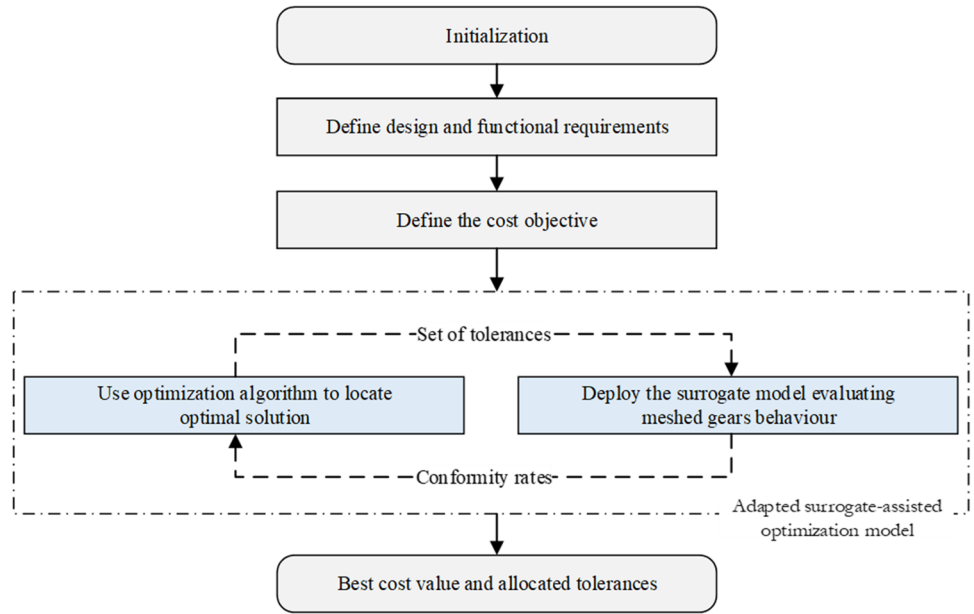 Initialization
Define design and functional requirements
Define the cost objective
Set of tolerances
Use optimization algorithm to locate
optimal solution
Deploy the surrogate model evaluating
meshed gears behaviour
Conformity rates
Adapted surrogate-assisted
optimization model
Best cost value and allocated tolerances